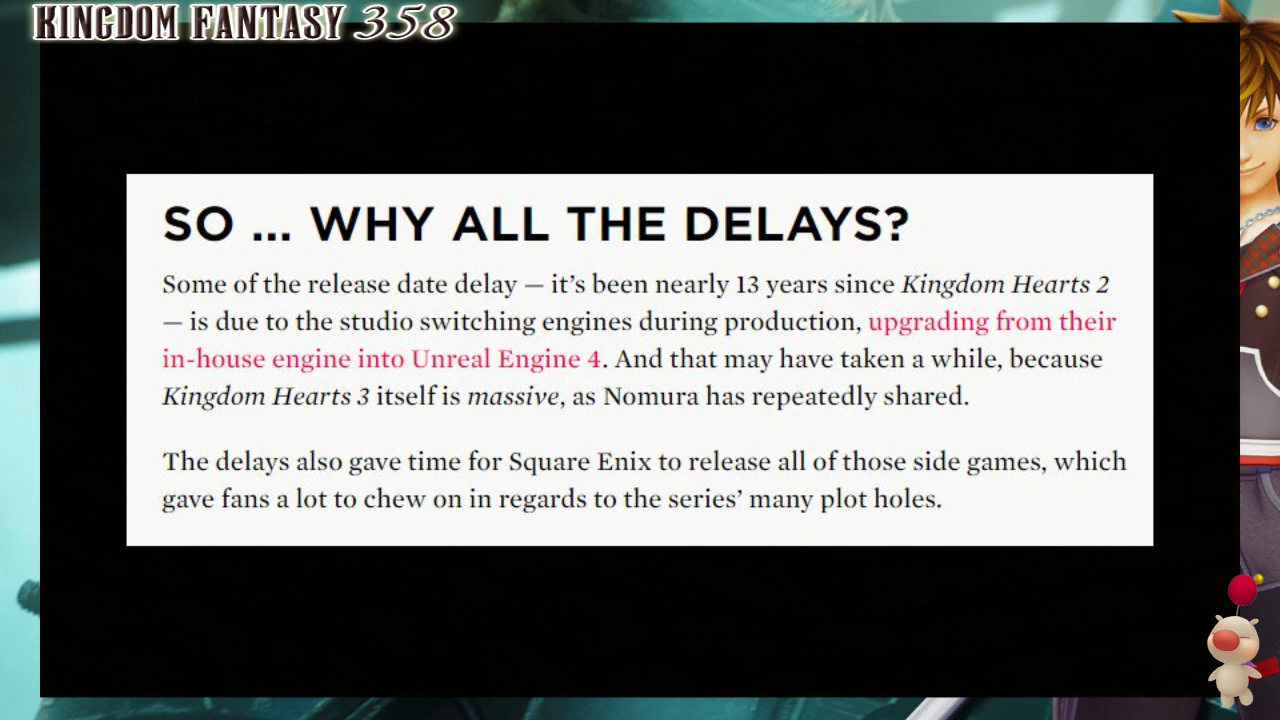 KINGDOM FANTASY 358
SO ... WHY ALL THE DELAYS?
Some of the release date delay — it’s been nearly 13 years since Kingdom Hearts 2
— is due to the studio switching engines during production, upgrading from their
in-house engine into Unreal Engine 4. And that may have taken a while, because
Kingdom Hearts 3 itself is massive, as Nomura has repeatedly shared.
The delays also gave time for Square Enix to release all of those side games, which
gave fans a lot to chew on in regards to the series’ many plot holes.